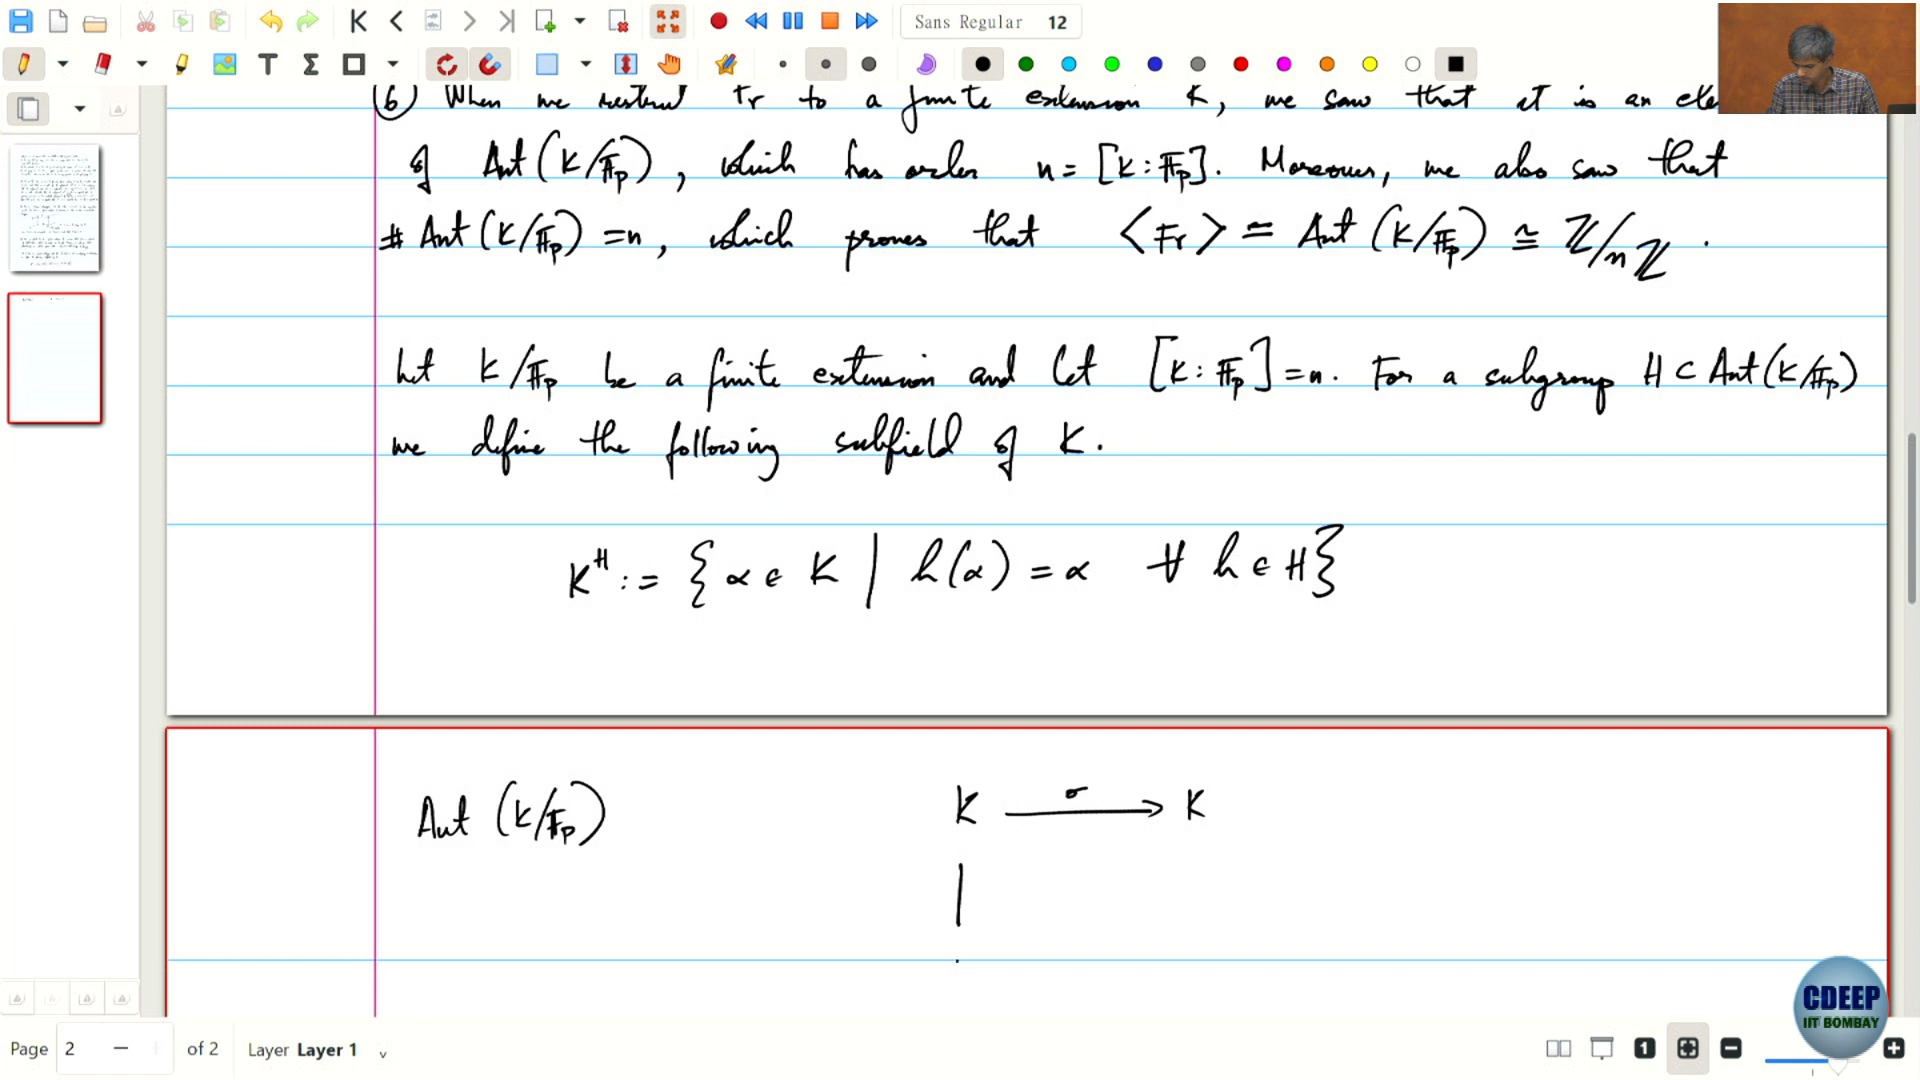 Sans Regular 12
(6) When we restrict Fr to a finite extension K, we saw that it is an ele
of Aut (K/𝔽p), which has order n = [K : 𝔽p]. Moreover, we also saw that
# Aut (K/𝔽p) = n, which proves that <Fr> = Aut (K/𝔽p) ≅ ℤ/nℤ.
Let K/𝔽p be a finite extension and let [K : 𝔽p] = n. For a subgroup H ⊂ Aut(K/𝔽p)
we define the following subfield of K.
K^H := { α ∈ K | h(α) = α ∀ h ∈ H }
Aut (K/𝔽p) K —σ→ K
CDEEP
IIT BOMBAY
Page 2 of 2 Layer Layer 1